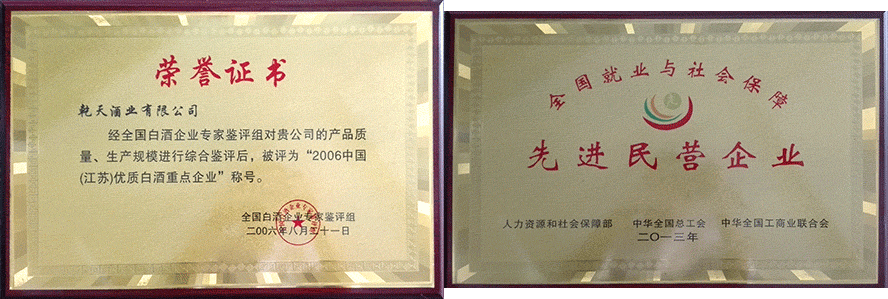 荣誉证书
乾天酒业有限公司
经全国白酒企业专家鉴评组对贵公司的产品质
量、生产规模进行综合鉴评后，被评为“2006中国
(江苏)优质白酒重点企业”称号。
全国白酒企业专家鉴评组
二00六年八月三十一日
全国就业与社会保障
先进民营企业
人力资源和社会保障部 中华全国总工会 中华全国工商业联合会
二〇一三年